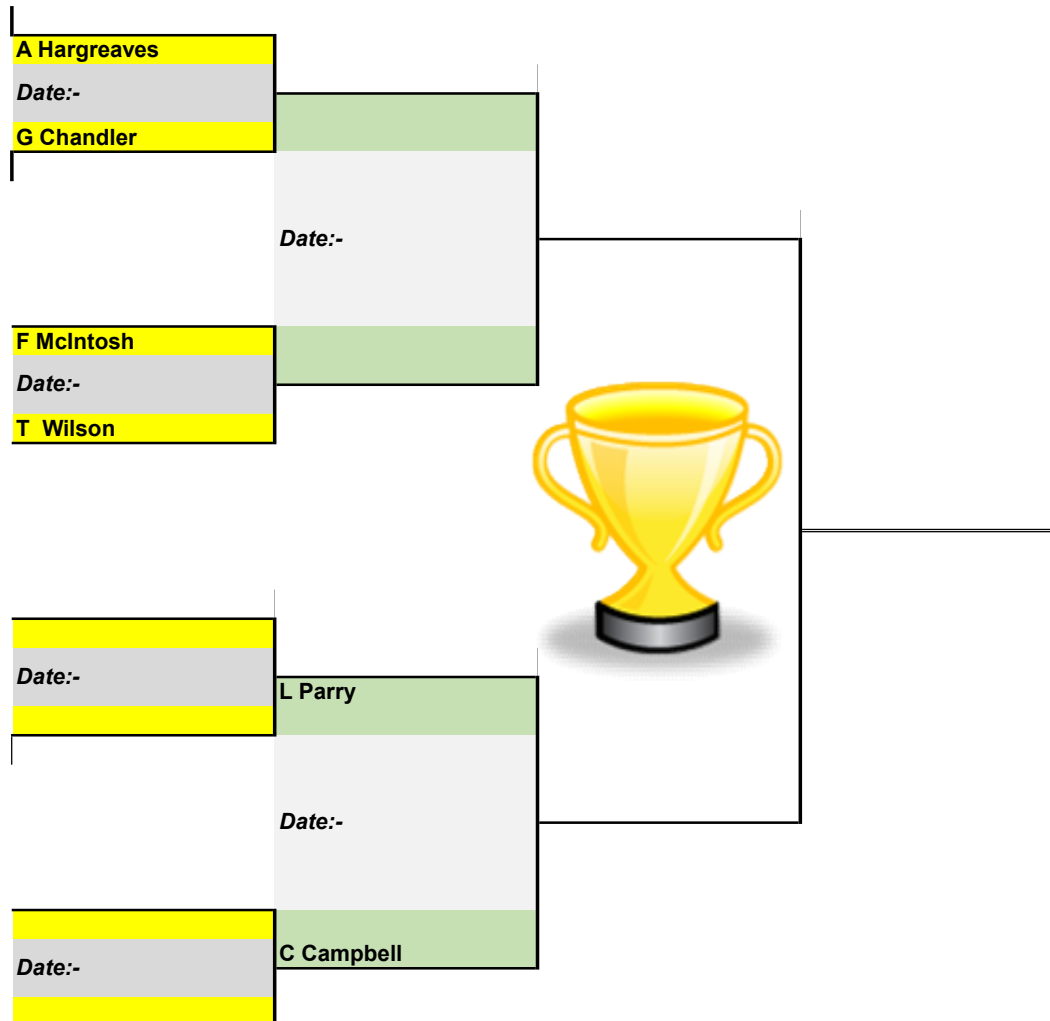 A Hargreaves
Date:-
G Chandler
Date:-
F McIntosh
Date:-
T  Wilson
Date:-
L Parry
Date:-
C Campbell
Date:-